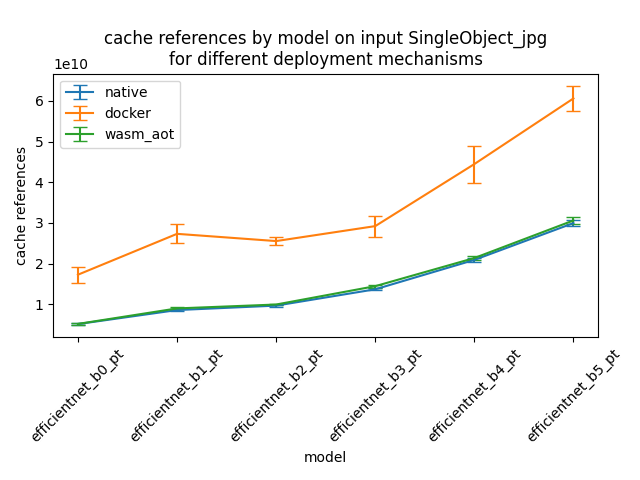 cache references by model on input SingleObject_jpg
for different deployment mechanisms
1e10
native
docker
wasm_aot
6
5
4
3
2
1
cache references
efficientnet_b0_pt
efficientnet_b1_pt
efficientnet_b2_pt
efficientnet_b3_pt
efficientnet_b4_pt
efficientnet_b5_pt
model